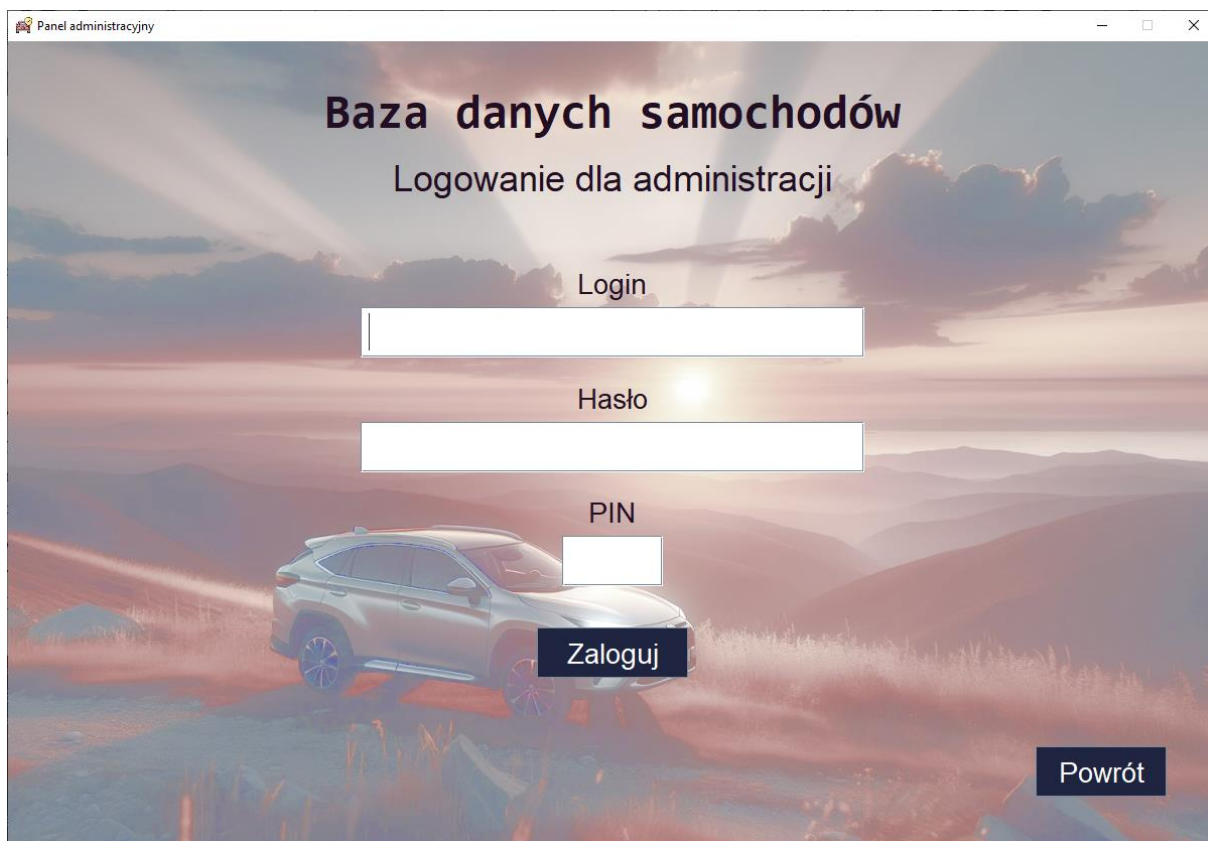 Panel administracyjny
Baza danych samochodów
Logowanie dla administracji
Login
Hasło
PIN
Zaloguj
Powrót